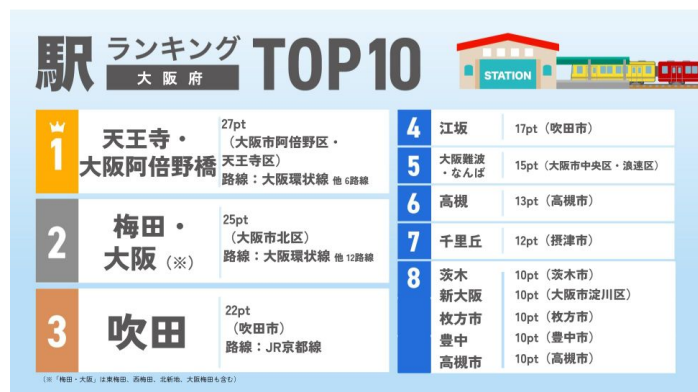 駅 ランキング 大阪府 TOP10
STATION
1
天王寺・
大阪阿倍野橋
27pt
（大阪市阿倍野区・
天王寺区）
路線：大阪環状線 他 6路線
2
梅田・
大阪（※）
25pt
（大阪市北区）
路線：大阪環状線 他 12路線
3
吹田
22pt
（吹田市）
路線：JR京都線
4 江坂 17pt（吹田市）
5 大阪難波
・なんば 15pt（大阪市中央区・浪速区）
6 高槻 13pt（高槻市）
7 千里丘 12pt（摂津市）
8 茨木 10pt（茨木市）
新大阪 10pt（大阪市淀川区）
枚方市 10pt（枚方市）
豊中 10pt（豊中市）
高槻市 10pt（高槻市）
（※「梅田・大阪」は東梅田、西梅田、北新地、大阪梅田も含む）